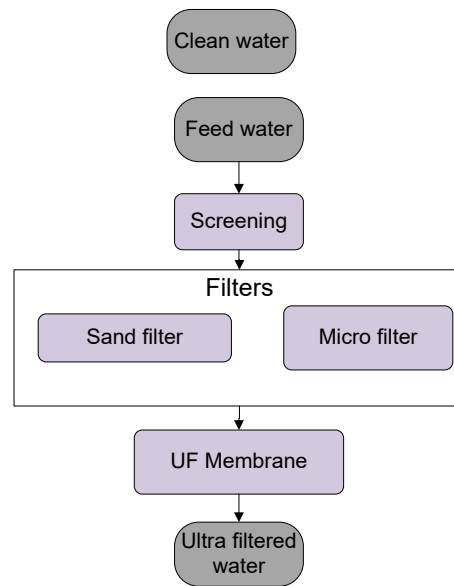 Clean water
Feed water
Screening
Filters
Sand filter
Micro filter
UF Membrane
Ultra filtered
water